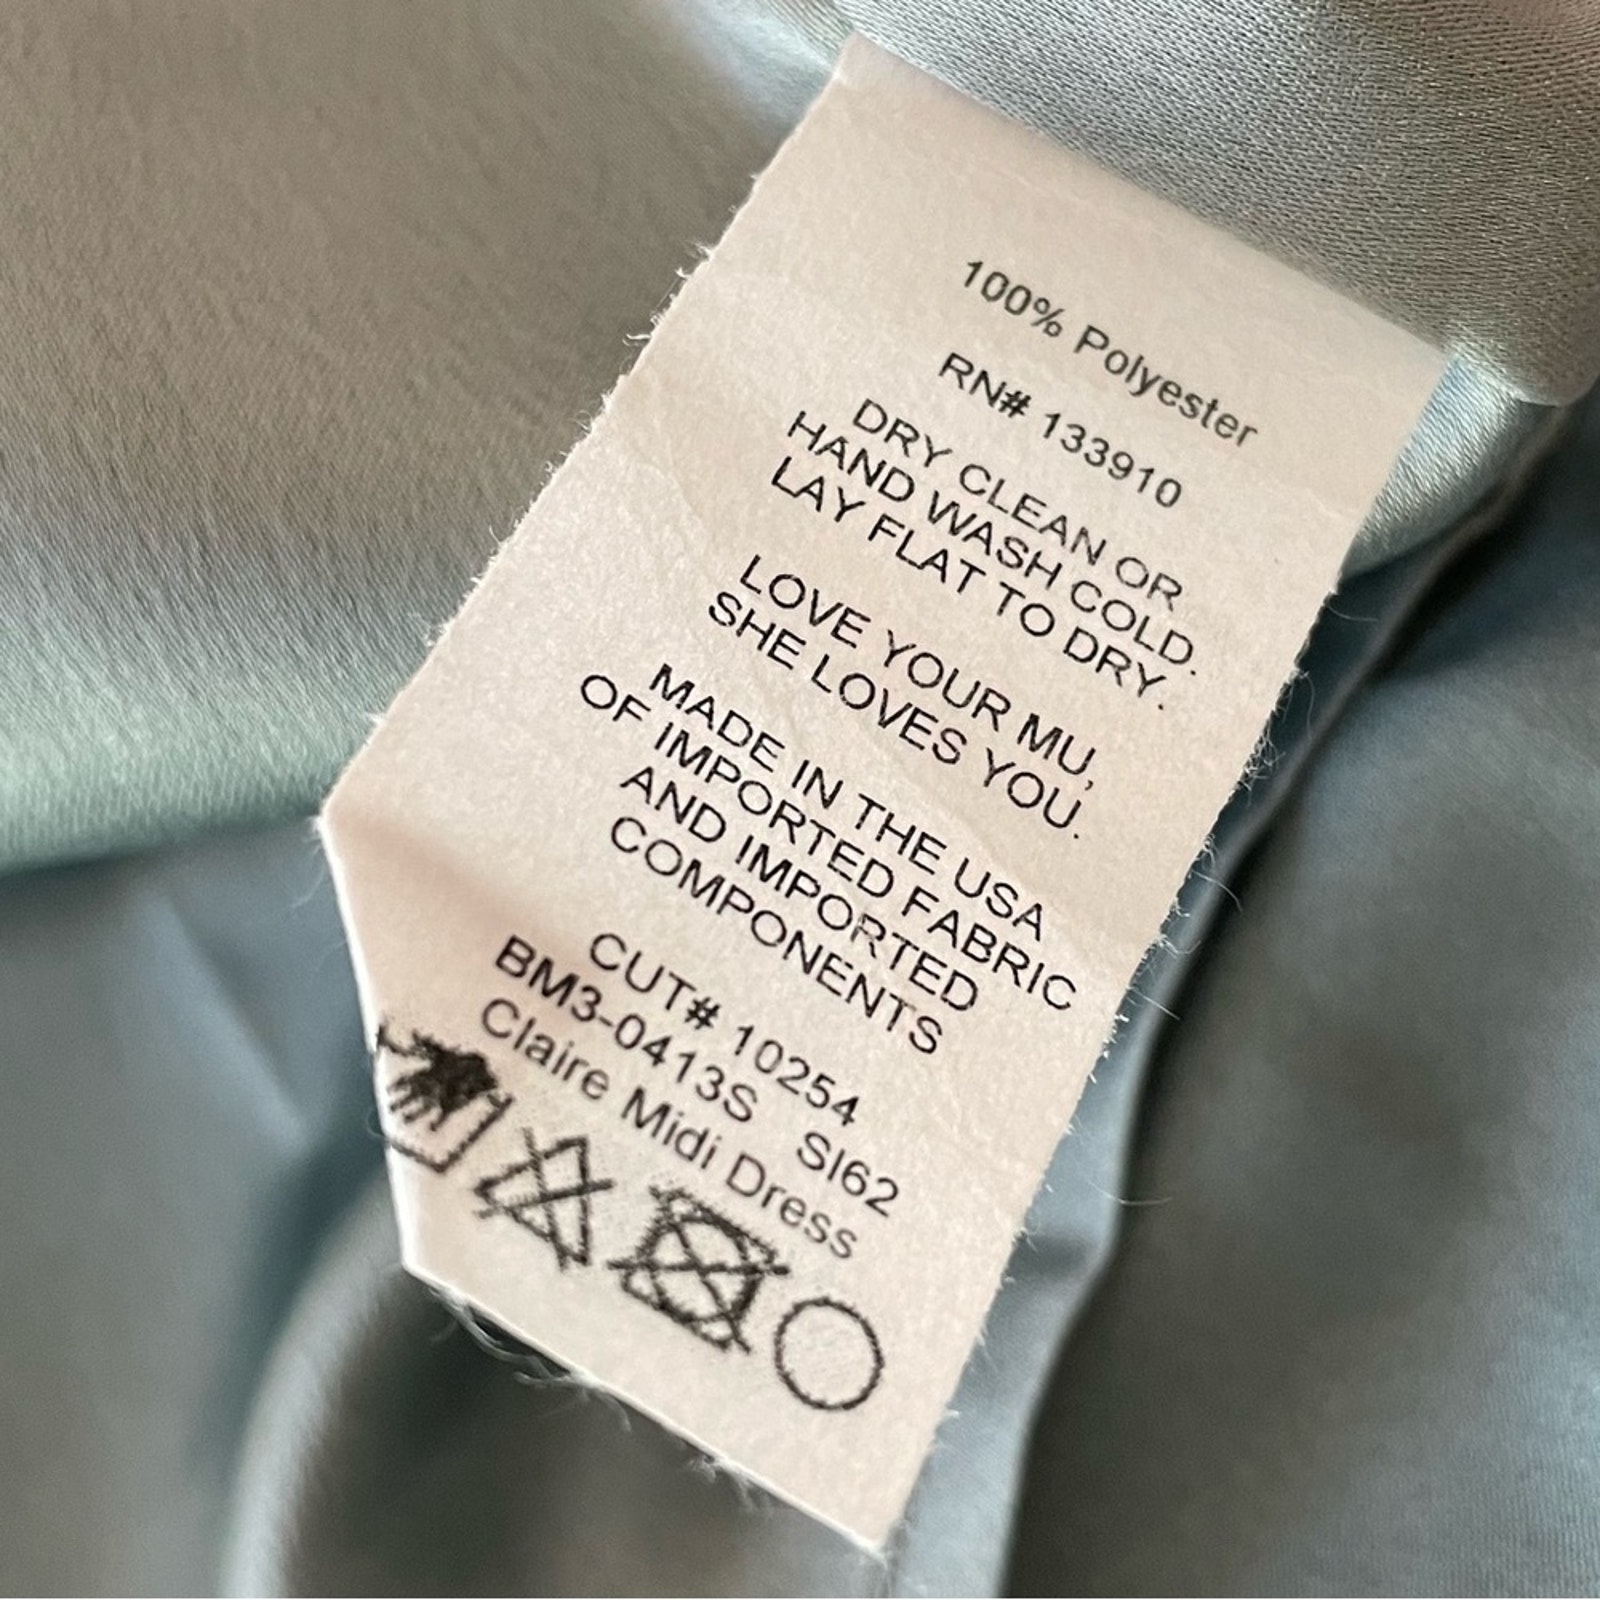 100% Polyester
RN# 133910
DRY CLEAN OR
HAND WASH COLD.
LAY FLAT TO DRY.
LOVE YOUR MU,
SHE LOVES YOU.
MADE IN THE USA
OF IMPORTED FABRIC
AND IMPORTED
COMPONENTS
CUT# 10254
BM3-0413S SI62
Claire Midi Dress